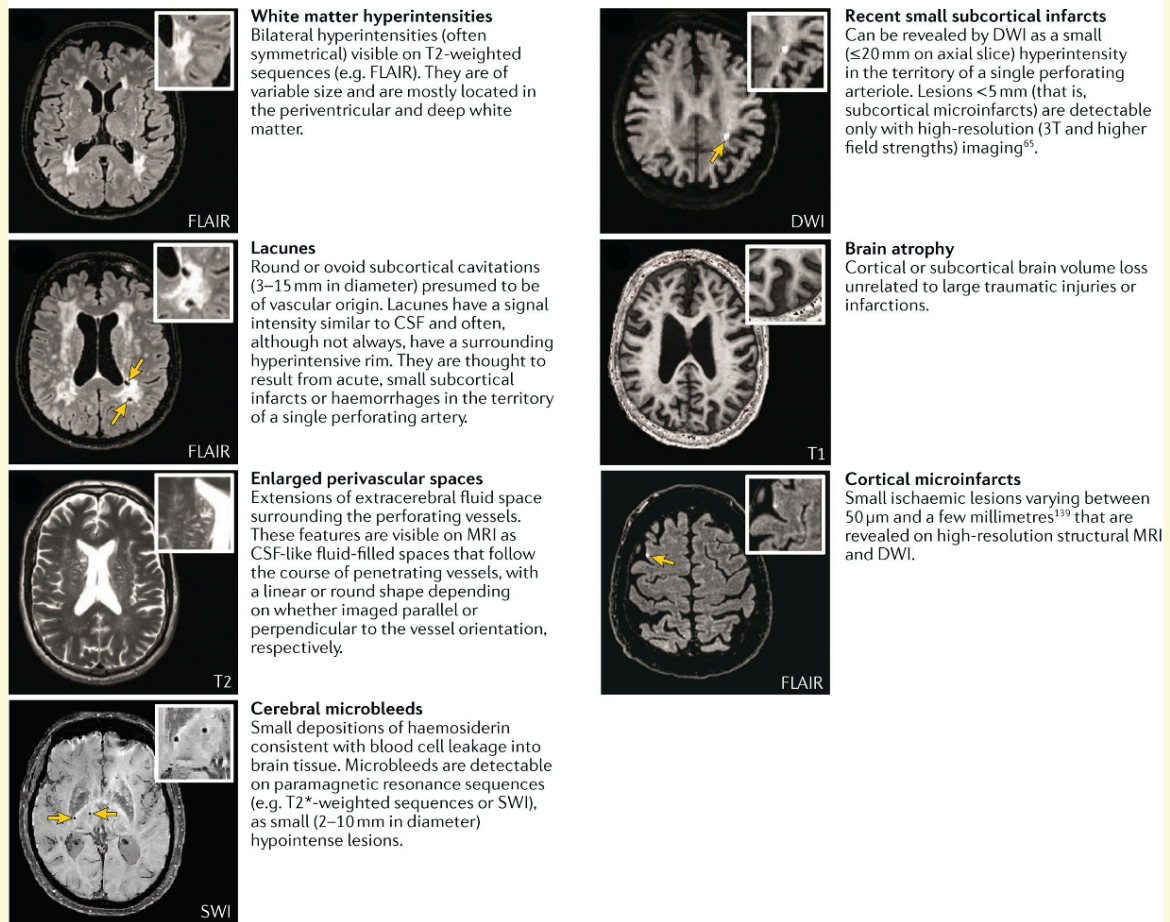 White matter hyperintensities
Bilateral hyperintensities (often
symmetrical) visible on T2-weighted
sequences (e.g. FLAIR). They are of
variable size and are mostly located in
the periventricular and deep white
matter.
FLAIR
Lacunes
Round or ovoid subcortical cavitations
(3–15 mm in diameter) presumed to be
of vascular origin. Lacunes have a signal
intensity similar to CSF and often,
although not always, have a surrounding
hyperintensive rim. They are thought to
result from acute, small subcortical
infarcts or haemorrhages in the territory
of a single perforating artery.
FLAIR
Enlarged perivascular spaces
Extensions of extracerebral fluid space
surrounding the perforating vessels.
These features are visible on MRI as
CSF-like fluid-filled spaces that follow
the course of penetrating vessels, with
a linear or round shape depending
on whether imaged parallel or
perpendicular to the vessel orientation,
respectively.
T2
Cerebral microbleeds
Small depositions of haemosiderin
consistent with blood cell leakage into
brain tissue. Microbleeds are detectable
on paramagnetic resonance sequences
(e.g. T2*-weighted sequences or SWI),
as small (2–10 mm in diameter)
hypointense lesions.
SWI
Recent small subcortical infarcts
Can be revealed by DWI as a small
(≤20 mm on axial slice) hyperintensity
in the territory of a single perforating
arteriole. Lesions <5 mm (that is,
subcortical microinfarcts) are detectable
only with high-resolution (3T and higher
field strengths) imaging⁶⁵.
DWI
Brain atrophy
Cortical or subcortical brain volume loss
unrelated to large traumatic injuries or
infarctions.
T1
Cortical microinfarcts
Small ischaemic lesions varying between
50 μm and a few millimetres¹³⁹ that are
revealed on high-resolution structural MRI
and DWI.
FLAIR